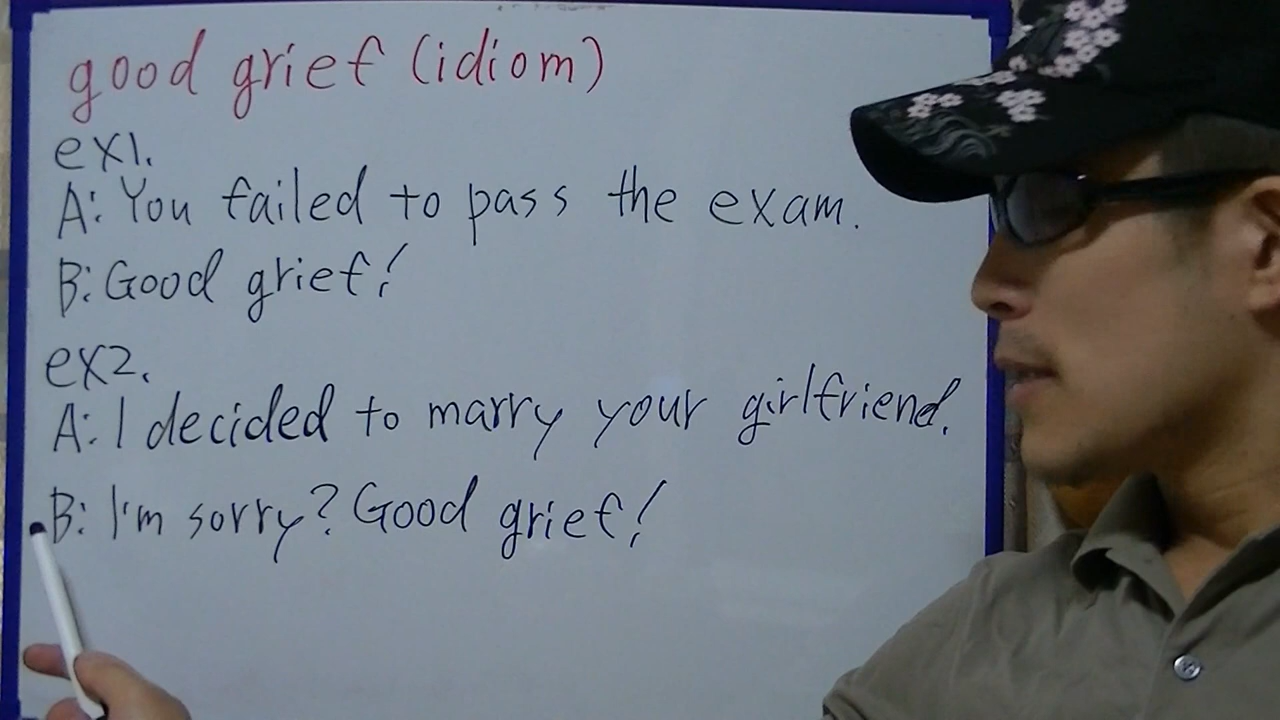 good grief (idiom)
ex1.
A: You failed to pass the exam.
B: Good grief!
ex2.
A: I decided to marry your girlfriend.
B: I'm sorry? Good grief!